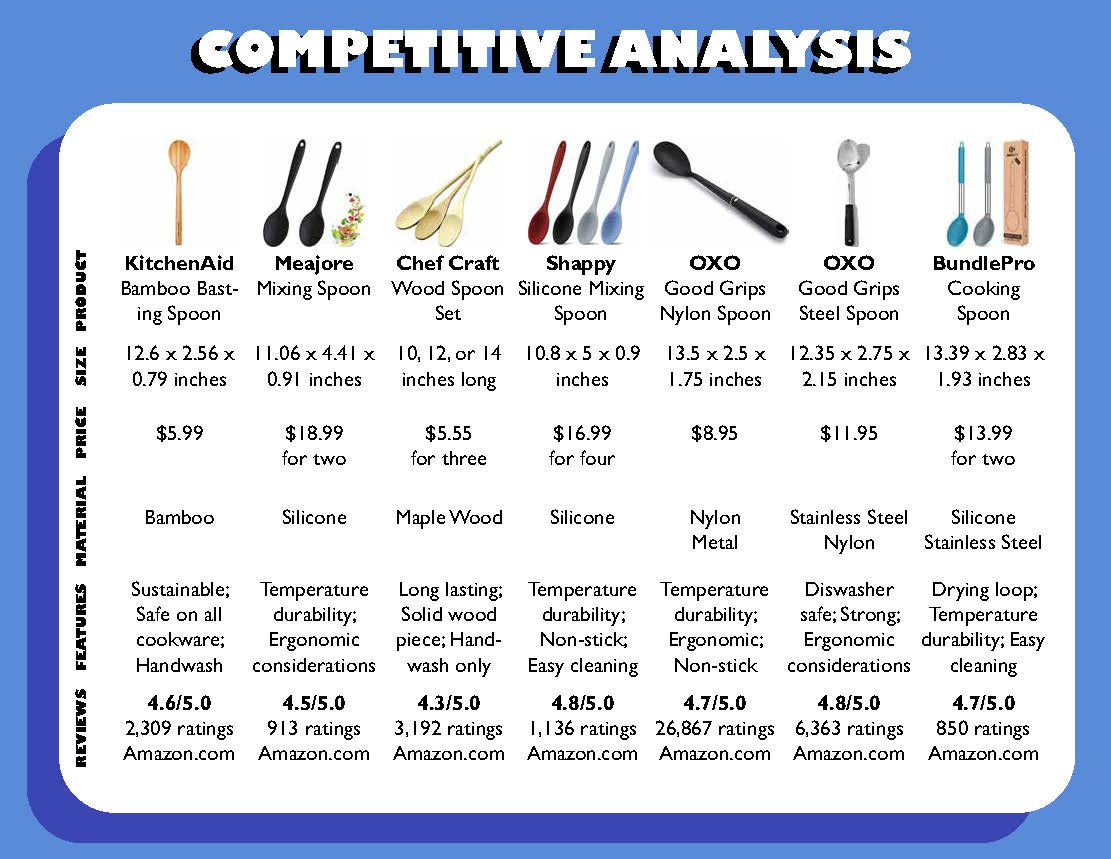 COMPETITIVE ANALYSIS
PRODUCT
KitchenAid
Bamboo Bast-
ing Spoon
Meajore
Mixing Spoon
Chef Craft
Wood Spoon
Set
Shappy
Silicone Mixing
Spoon
OXO
Good Grips
Nylon Spoon
OXO
Good Grips
Steel Spoon
BundlePro
Cooking
Spoon
SIZE
12.6 x 2.56 x
0.79 inches
11.06 x 4.41 x
0.91 inches
10, 12, or 14
inches long
10.8 x 5 x 0.9
inches
13.5 x 2.5 x
1.75 inches
12.35 x 2.75 x
2.15 inches
13.39 x 2.83 x
1.93 inches
PRICE
$5.99
$18.99
for two
$5.55
for three
$16.99
for four
$8.95
$11.95
$13.99
for two
MATERIAL
Bamboo
Silicone
Maple Wood
Silicone
Nylon
Metal
Stainless Steel
Nylon
Silicone
Stainless Steel
FEATURES
Sustainable;
Safe on all
cookware;
Handwash
Temperature
durability;
Ergonomic
considerations
Long lasting;
Solid wood
piece; Hand-
wash only
Temperature
durability;
Non-stick;
Easy cleaning
Temperature
durability;
Ergonomic;
Non-stick
Diswasher
safe; Strong;
Ergonomic
considerations
Drying loop;
Temperature
durability; Easy
cleaning
REVIEWS
4.6/5.0
2,309 ratings
Amazon.com
4.5/5.0
913 ratings
Amazon.com
4.3/5.0
3,192 ratings
Amazon.com
4.8/5.0
1,136 ratings
Amazon.com
4.7/5.0
26,867 ratings
Amazon.com
4.8/5.0
6,363 ratings
Amazon.com
4.7/5.0
850 ratings
Amazon.com